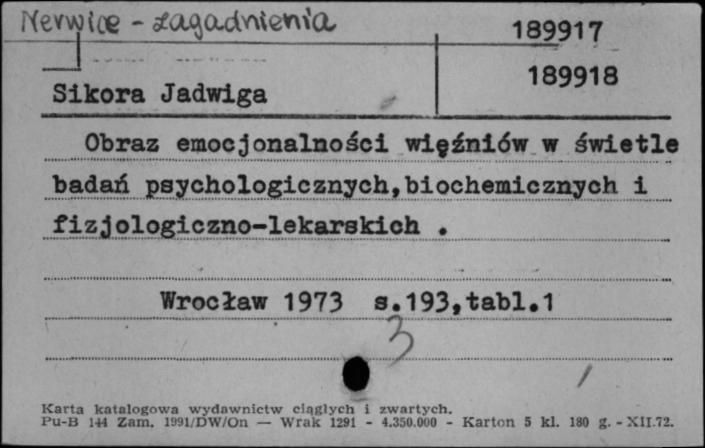 Nerwice - zagadnienia
189917
189918
Sikora Jadwiga
Obraz emocjonalności więźniów w świetle
badań psychologicznych,biochemicznych i
fizjologiczno-lekarskich .
Wrocław 1973 s.193,tabl.1
3
Karta katalogowa wydawnictw ciągłych i zwartych.
Pu-B 144 Zam. 1991/DW/On — Wrak 1291 - 4.350.000 - Karton 5 kl. 180 g. - XII.72.